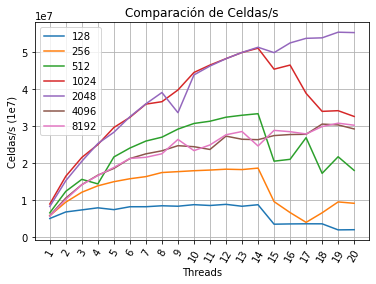 Comparación de Celdas/s
1e7
128
256
512
1024
2048
4096
8192
5
4
3
2
1
0
Celdas/s (1e7)
1 2 3 4 5 6 7 8 9 10 11 12 13 14 15 16 17 18 19 20
Threads